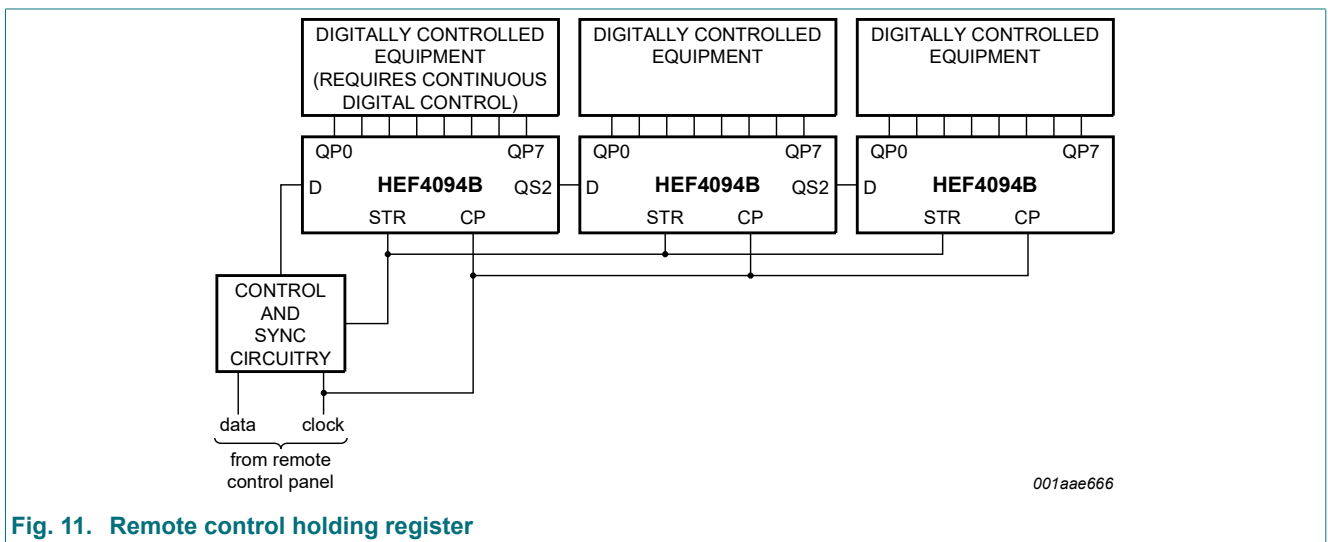 DIGITALLY CONTROLLED
EQUIPMENT
(REQUIRES CONTINUOUS
DIGITAL CONTROL)
DIGITALLY CONTROLLED
EQUIPMENT
DIGITALLY CONTROLLED
EQUIPMENT
QP0 QP7
HEF4094B
D QS2
STR CP
QP0 QP7
HEF4094B
D QS2
STR CP
QP0 QP7
HEF4094B
D
STR CP
CONTROL
AND
SYNC
CIRCUITRY
data clock
from remote
control panel
001aae666
Fig. 11. Remote control holding register